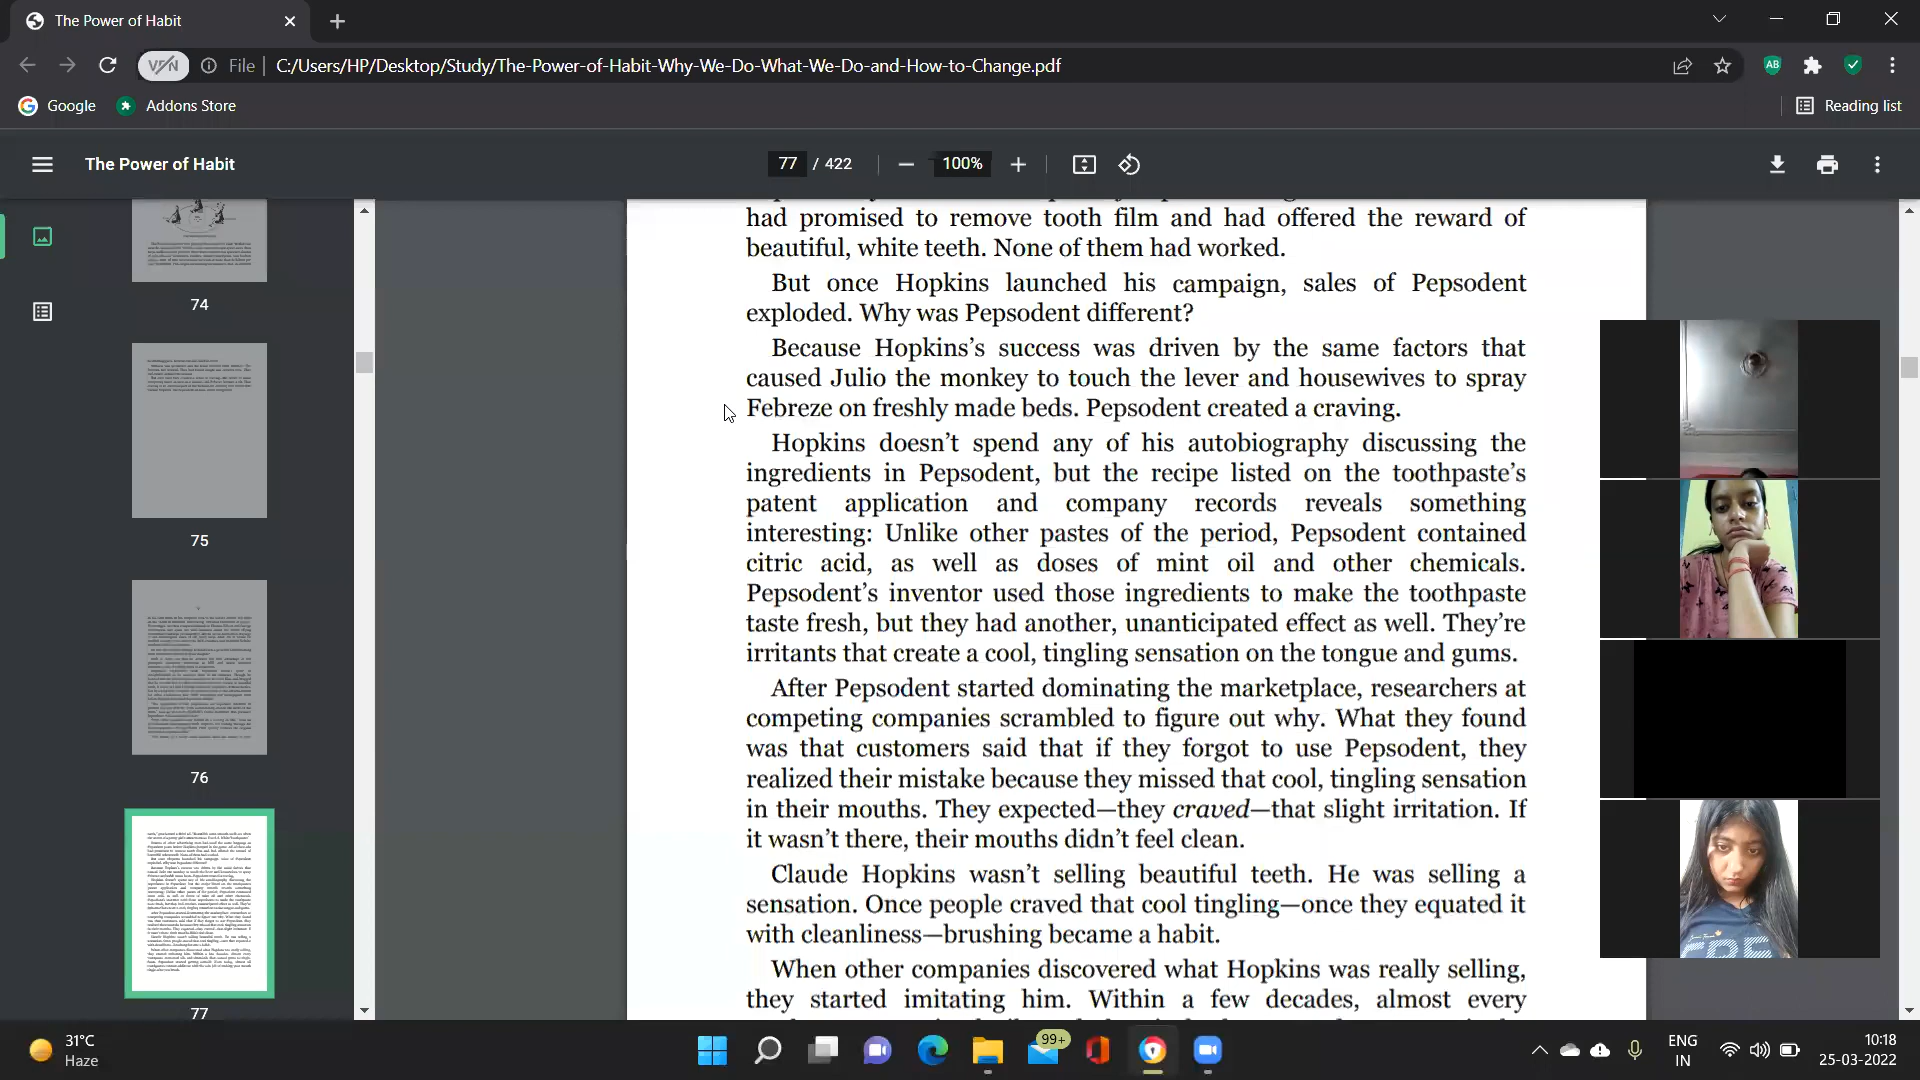 The Power of Habit
File
C:/Users/HP/Desktop/Study/The-Power-of-Habit-Why-We-Do-What-We-Do-and-How-to-Change.pdf
AB
Google
Addons Store
Reading list
The Power of Habit
77 / 422
100%
74
75
76
77
had promised to remove tooth film and had offered the reward of
beautiful, white teeth. None of them had worked.
But once Hopkins launched his campaign, sales of Pepsodent
exploded. Why was Pepsodent different?
Because Hopkins’s success was driven by the same factors that
caused Julio the monkey to touch the lever and housewives to spray
Febreze on freshly made beds. Pepsodent created a craving.
Hopkins doesn’t spend any of his autobiography discussing the
ingredients in Pepsodent, but the recipe listed on the toothpaste’s
patent application and company records reveals something
interesting: Unlike other pastes of the period, Pepsodent contained
citric acid, as well as doses of mint oil and other chemicals.
Pepsodent’s inventor used those ingredients to make the toothpaste
taste fresh, but they had another, unanticipated effect as well. They’re
irritants that create a cool, tingling sensation on the tongue and gums.
After Pepsodent started dominating the marketplace, researchers at
competing companies scrambled to figure out why. What they found
was that customers said that if they forgot to use Pepsodent, they
realized their mistake because they missed that cool, tingling sensation
in their mouths. They expected—they craved—that slight irritation. If
it wasn’t there, their mouths didn’t feel clean.
Claude Hopkins wasn’t selling beautiful teeth. He was selling a
sensation. Once people craved that cool tingling—once they equated it
with cleanliness—brushing became a habit.
When other companies discovered what Hopkins was really selling,
they started imitating him. Within a few decades, almost every
31°C
Haze
99+
ENG
IN
10:18
25-03-2022